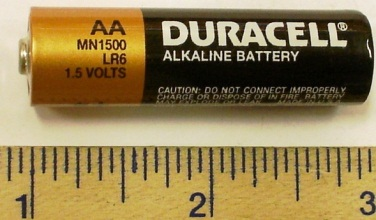 AA
MN1500
LR6
1.5 VOLTS
DURACELL®
ALKALINE BATTERY
CAUTION: DO NOT CONNECT IMPROPERLY
CHARGE OR DISPOSE OF IN FIRE. BATTERY
1 2 3